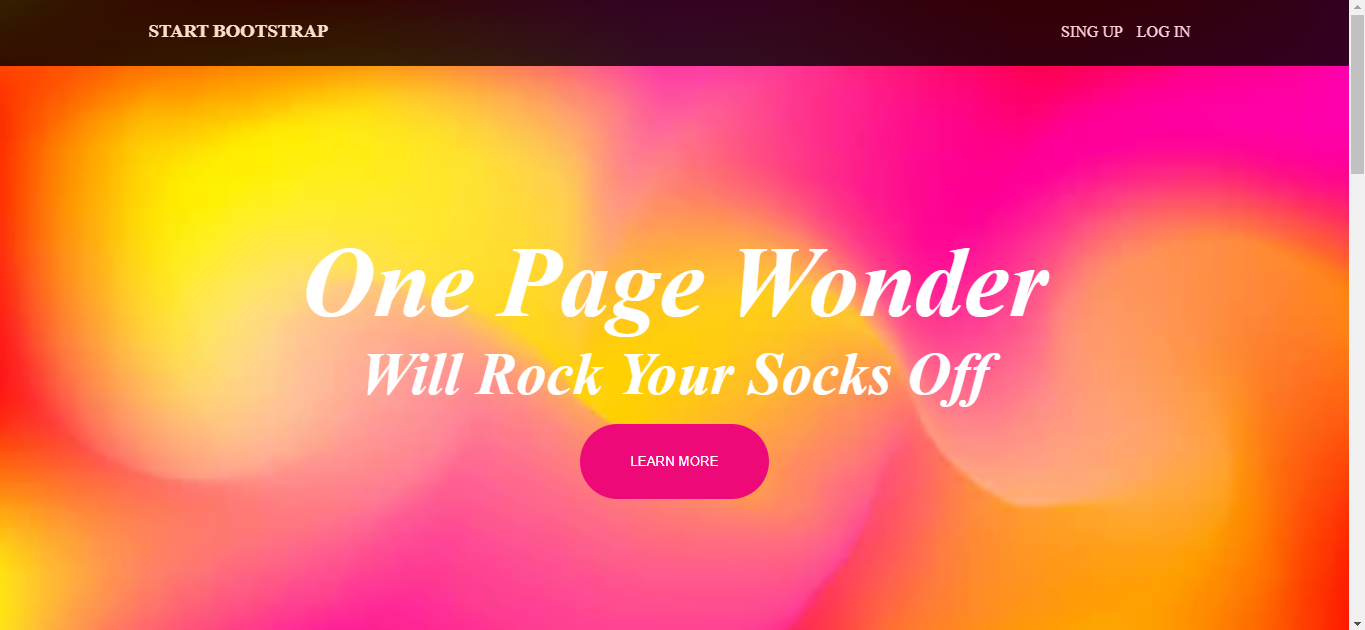 START BOOTSTRAP
SING UP LOG IN
One Page Wonder
Will Rock Your Socks Off
LEARN MORE